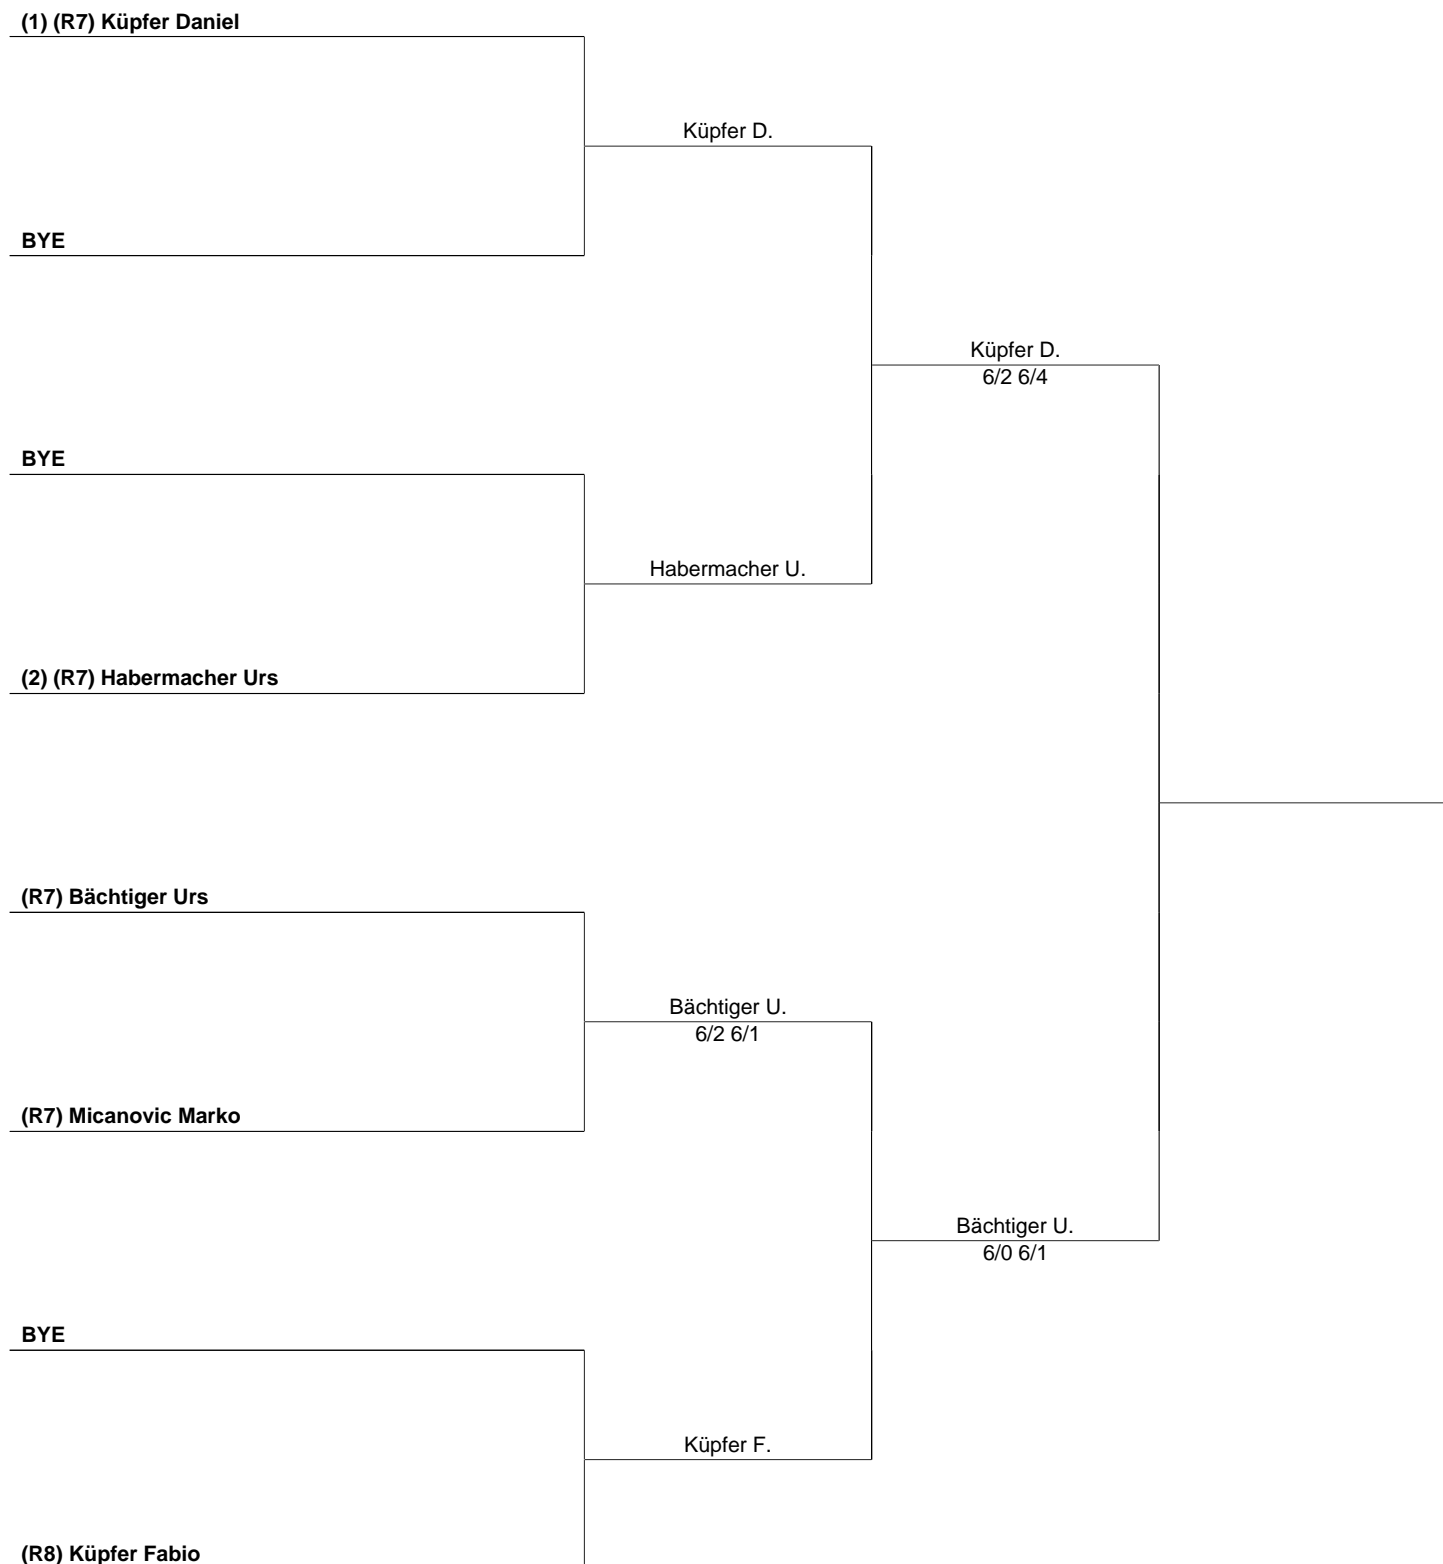 (1) (R7) Küpfer Daniel
Küpfer D.
BYE
Küpfer D.
6/2 6/4
BYE
Habermacher U.
(2) (R7) Habermacher Urs
(R7) Bächtiger Urs
Bächtiger U.
6/2 6/1
(R7) Micanovic Marko
Bächtiger U.
6/0 6/1
BYE
Küpfer F.
(R8) Küpfer Fabio